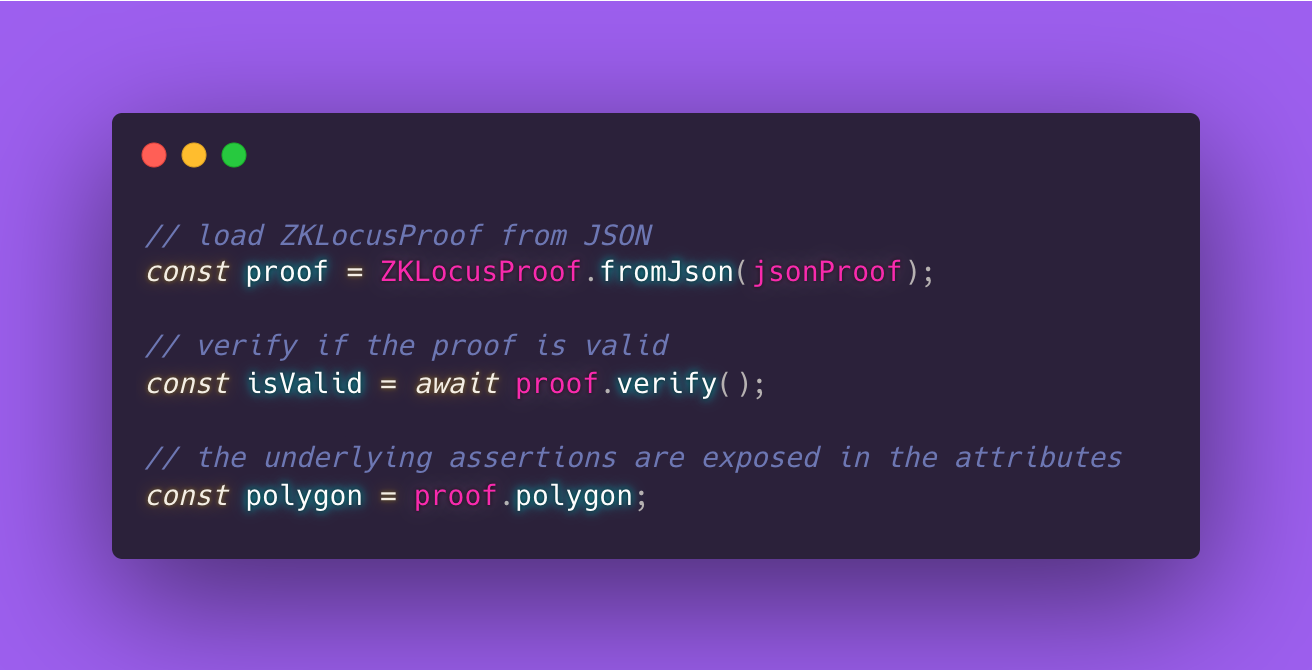 // load ZKLocusProof from JSON
const proof = ZKLocusProof.fromJson(jsonProof);
// verify if the proof is valid
const isValid = await proof.verify();
// the underlying assertions are exposed in the attributes
const polygon = proof.polygon;